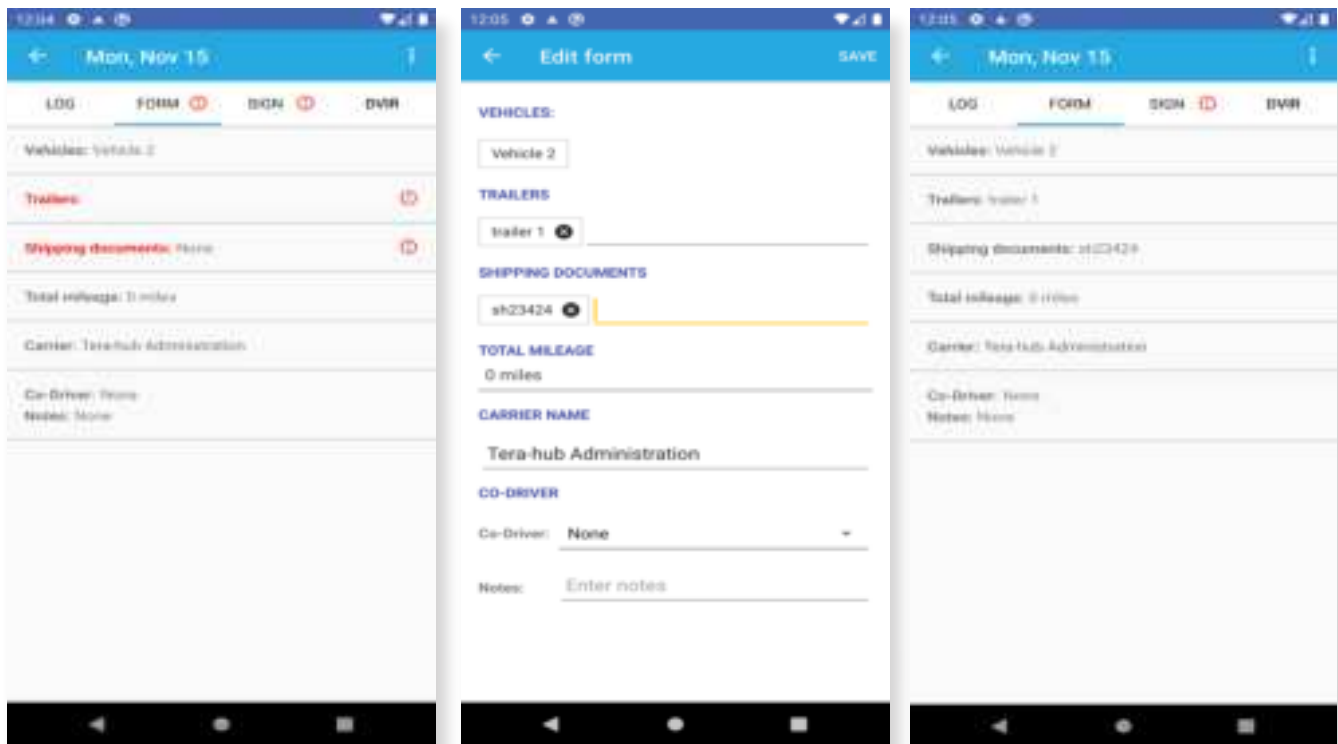 12:04
Mon, Nov 15
LOG FORM SIGN DVIR
Vehicles: Vehicle 2
Trailers:
Shipping documents: None
Total mileage: 0 miles
Carrier: Tera-hub Administration
Co-Driver: None
Notes: None
12:05
Edit form SAVE
VEHICLES:
Vehicle 2
TRAILERS
trailer 1
SHIPPING DOCUMENTS
sh23424
TOTAL MILEAGE
0 miles
CARRIER NAME
Tera-hub Administration
CO-DRIVER
Co-Driver: None
Notes: Enter notes
12:05
Mon, Nov 15
LOG FORM SIGN DVIR
Vehicles: Vehicle 2
Trailers: trailer 1
Shipping documents: sh23424
Total mileage: 0 miles
Carrier: Tera-hub Administration
Co-Driver: None
Notes: None